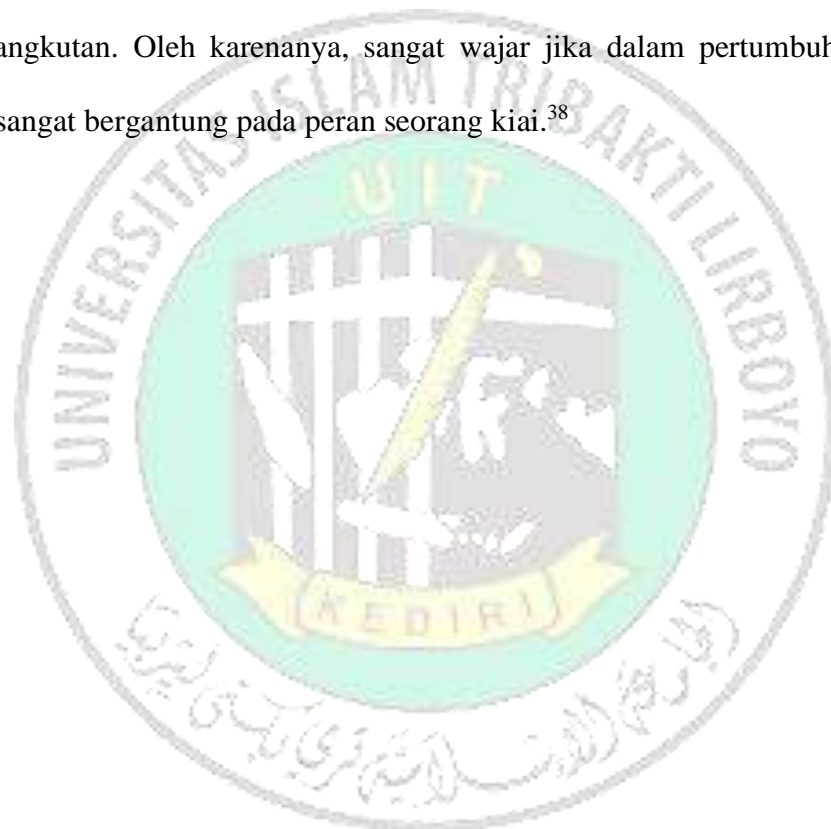 angkutan. Oleh karenanya, sangat wajar jika dalam pertumbuh
sangat bergantung pada peran seorang kiai.38
UNIVERSITAS ISLAM TRIBAKTI LIRBOYO
UIT
KEDIRI